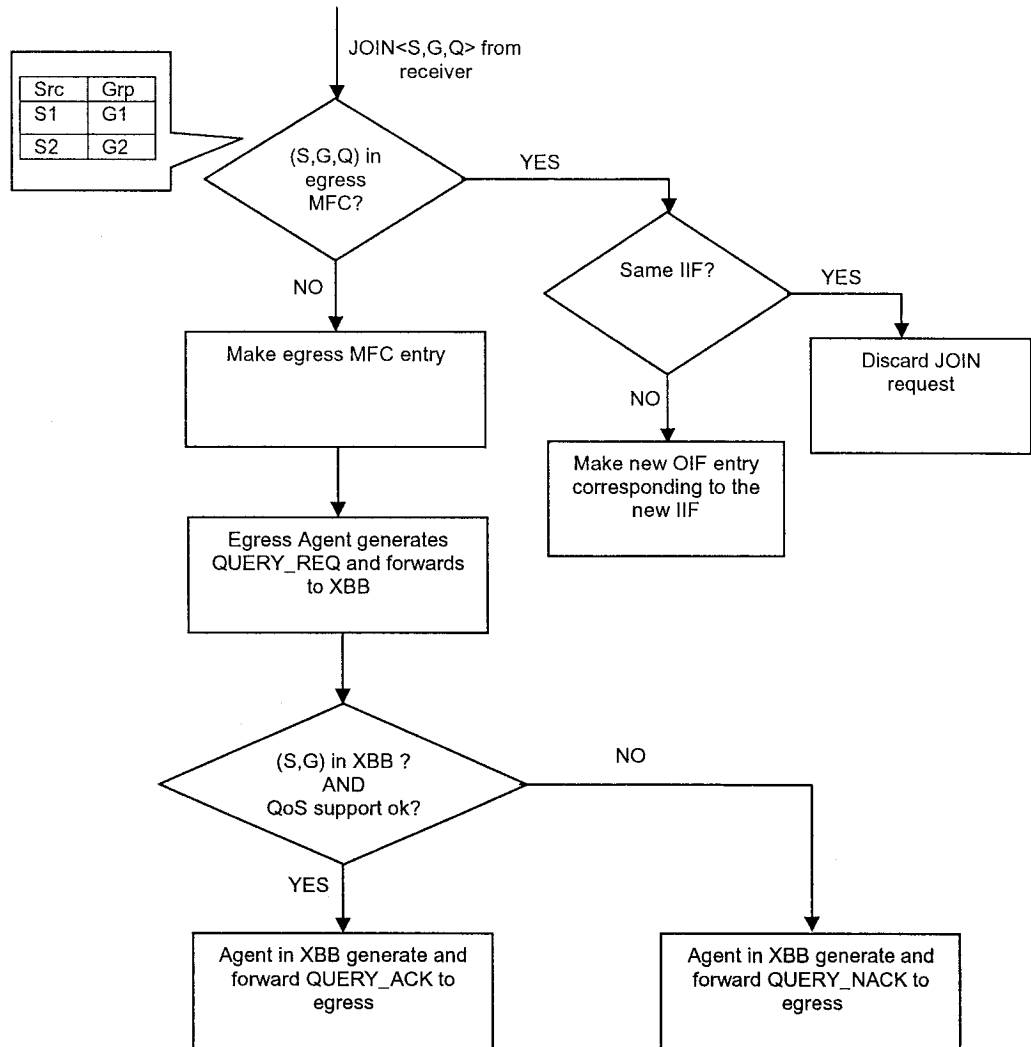 JOIN<S,G,Q> from
receiver
Src Grp
S1 G1
S2 G2
(S,G,Q) in
egress
MFC?
YES
NO
Same IIF?
YES
NO
Make egress MFC entry
Discard JOIN
request
Make new OIF entry
corresponding to the
new IIF
Egress Agent generates
QUERY_REQ and forwards
to XBB
(S,G) in XBB ?
AND
QoS support ok?
NO
YES
Agent in XBB generate and
forward QUERY_ACK to
egress
Agent in XBB generate and
forward QUERY_NACK to
egress